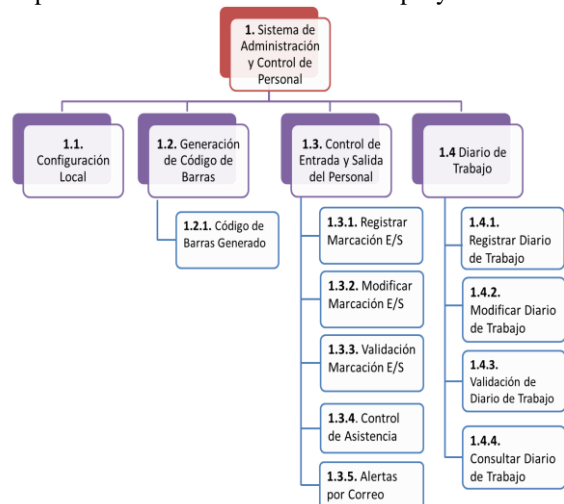 1. Sistema de
Administración
y Control de
Personal
1.1.
Configuración
Local
1.2. Generación
de Código de
Barras
1.2.1. Código de
Barras Generado
1.3. Control de
Entrada y Salida
del Personal
1.3.1. Registrar
Marcación E/S
1.3.2. Modificar
Marcación E/S
1.3.3. Validación
Marcación E/S
1.3.4. Control
de Asistencia
1.3.5. Alertas
por Correo
1.4 Diario de
Trabajo
1.4.1.
Registrar Diario
de Trabajo
1.4.2.
Modificar Diario
de Trabajo
1.4.3.
Validación de
Diario de Trabajo
1.4.4.
Consultar Diario
de Trabajo